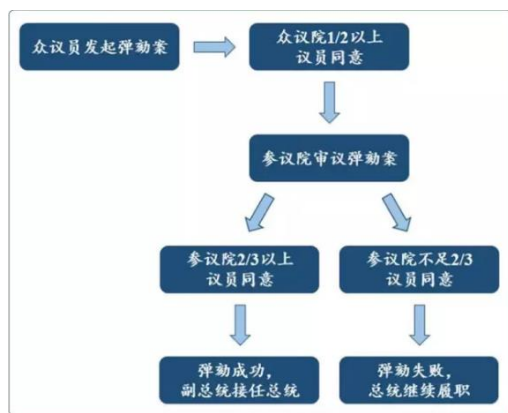 众议员发起弹劾案
众议院1/2以上
议员同意
参议院审议弹劾案
参议院2/3以上
议员同意
参议院不足2/3
议员同意
弹劾成功，
副总统接任总统
弹劾失败，
总统继续履职